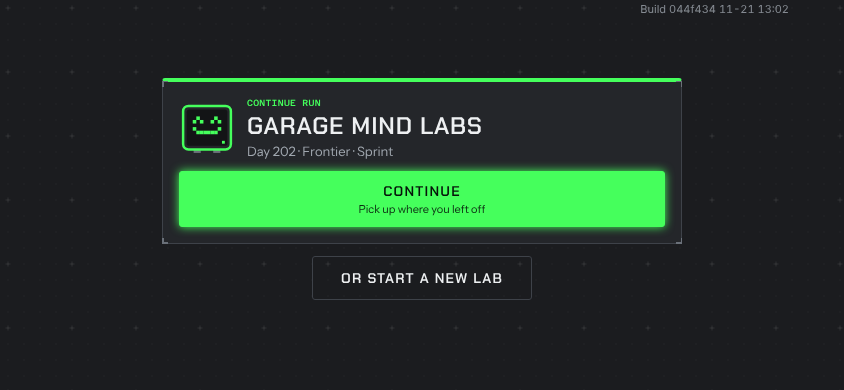 Build 044f434 11-21 13:02
CONTINUE RUN
GARAGE MIND LABS
Day 202 · Frontier · Sprint
CONTINUE
Pick up where you left off
OR START A NEW LAB